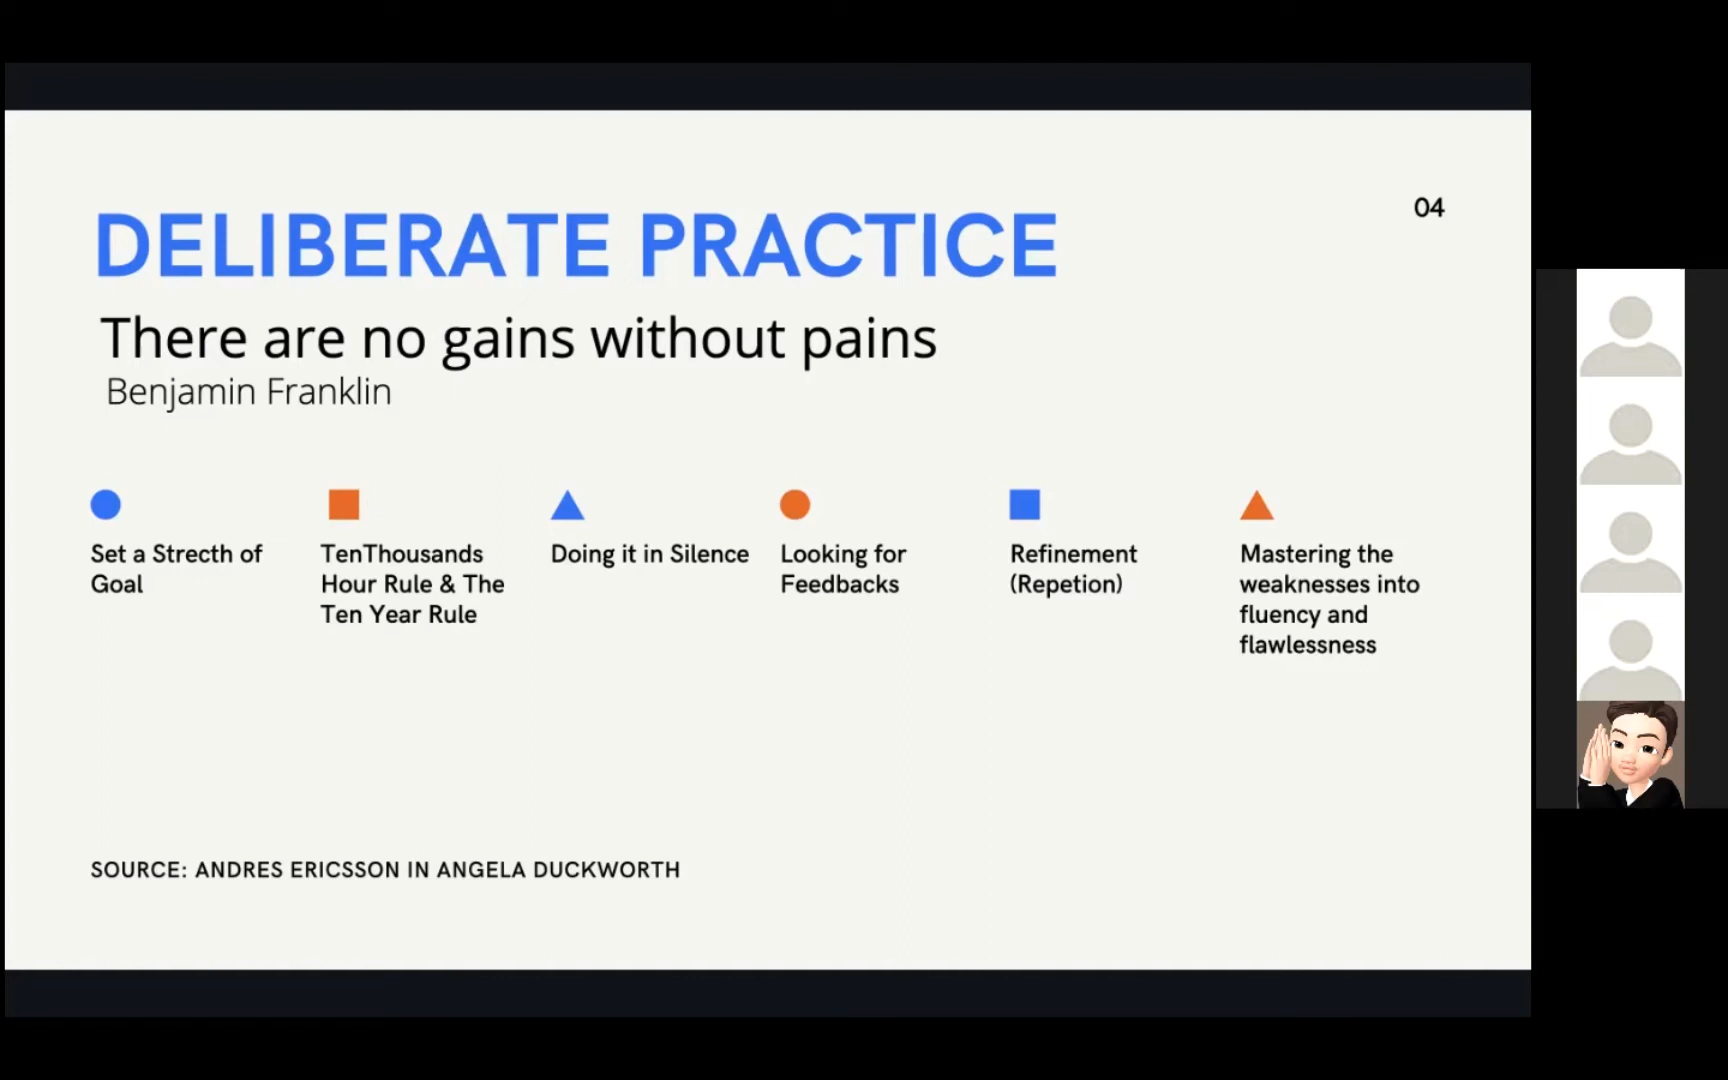 DELIBERATE PRACTICE
04
There are no gains without pains
Benjamin Franklin
Set a Strecth of
Goal
TenThousands
Hour Rule & The
Ten Year Rule
Doing it in Silence
Looking for
Feedbacks
Refinement
(Repetion)
Mastering the
weaknesses into
fluency and
flawlessness
SOURCE: ANDRES ERICSSON IN ANGELA DUCKWORTH